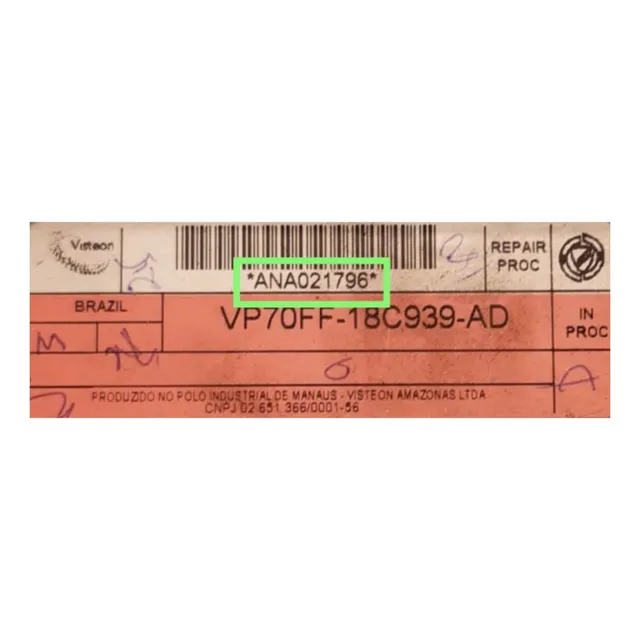 Visteon
REPAIR
PROC
*ANA021796*
BRAZIL
VP70FF-18C939-AD
IN
PROC
M
6
A
PRODUZIDO NO POLO INDUSTRIAL DE MANAUS - VISTEON AMAZONAS LTDA
CNPJ 02 651 366/0001-56